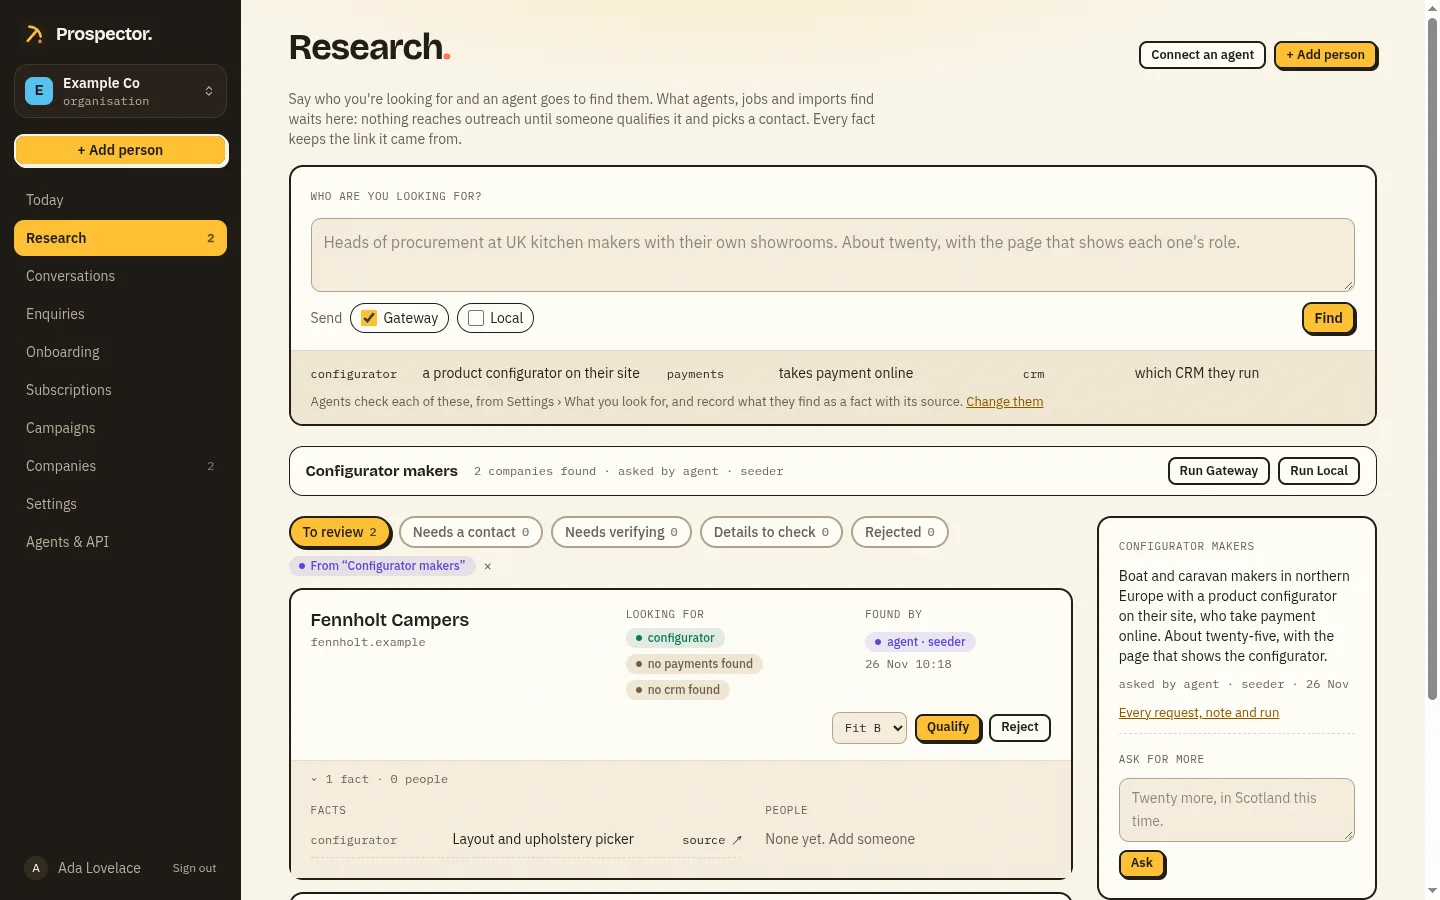 Prospector.
E
Example Co
organisation
+ Add person
Today
Research 2
Conversations
Enquiries
Onboarding
Subscriptions
Campaigns
Companies 2
Settings
Agents & API
A Ada Lovelace Sign out
Research.
Connect an agent
+ Add person
Say who you're looking for and an agent goes to find them. What agents, jobs and imports find
waits here: nothing reaches outreach until someone qualifies it and picks a contact. Every fact
keeps the link it came from.
WHO ARE YOU LOOKING FOR?
Heads of procurement at UK kitchen makers with their own showrooms. About twenty, with the page that shows each one's role.
Send Gateway Local Find
configurator a product configurator on their site payments takes payment online crm which CRM they run
Agents check each of these, from Settings › What you look for, and record what they find as a fact with its source. Change them
Configurator makers 2 companies found · asked by agent · seeder Run Gateway Run Local
To review 2 Needs a contact 0 Needs verifying 0 Details to check 0 Rejected 0
From “Configurator makers” ×
Fennholt Campers
fennholt.example
LOOKING FOR
configurator
no payments found
no crm found
FOUND BY
agent · seeder
26 Nov 10:18
Fit B Qualify Reject
1 fact · 0 people
FACTS
configurator Layout and upholstery picker source ↗
PEOPLE
None yet. Add someone
CONFIGURATOR MAKERS
Boat and caravan makers in northern
Europe with a product configurator
on their site, who take payment
online. About twenty-five, with the
page that shows the configurator.
asked by agent · seeder · 26 Nov
Every request, note and run
ASK FOR MORE
Twenty more, in Scotland this
time.
Ask